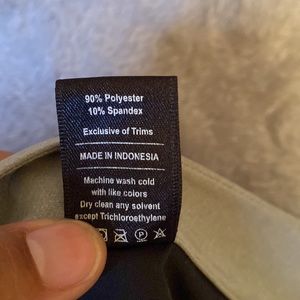 90% Polyester
10% Spandex
Exclusive of Trims
MADE IN INDONESIA
Machine wash cold
with like colors
Dry clean any solvent
except Trichloroethylene